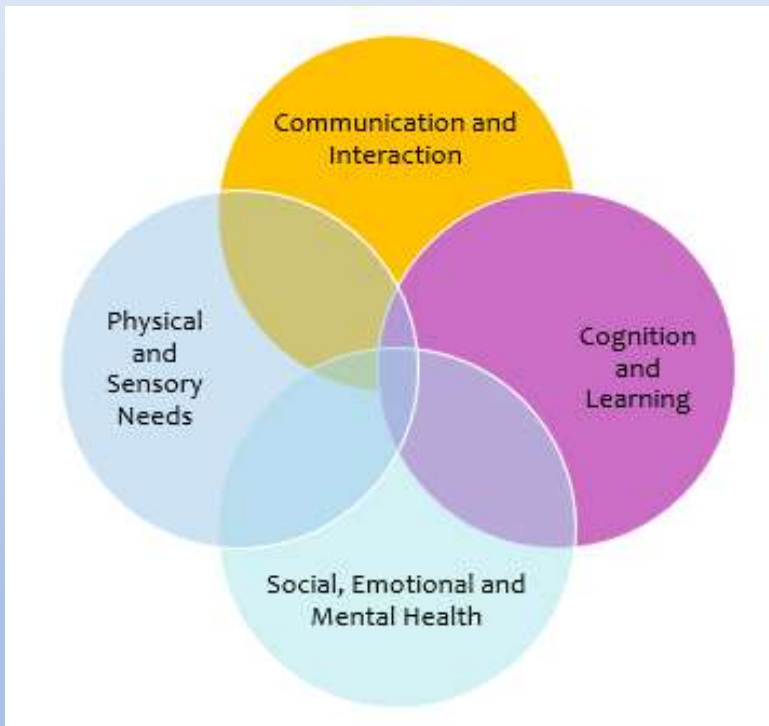 Communication and
Interaction
Physical
and
Sensory
Needs
Cognition
and
Learning
Social, Emotional and
Mental Health